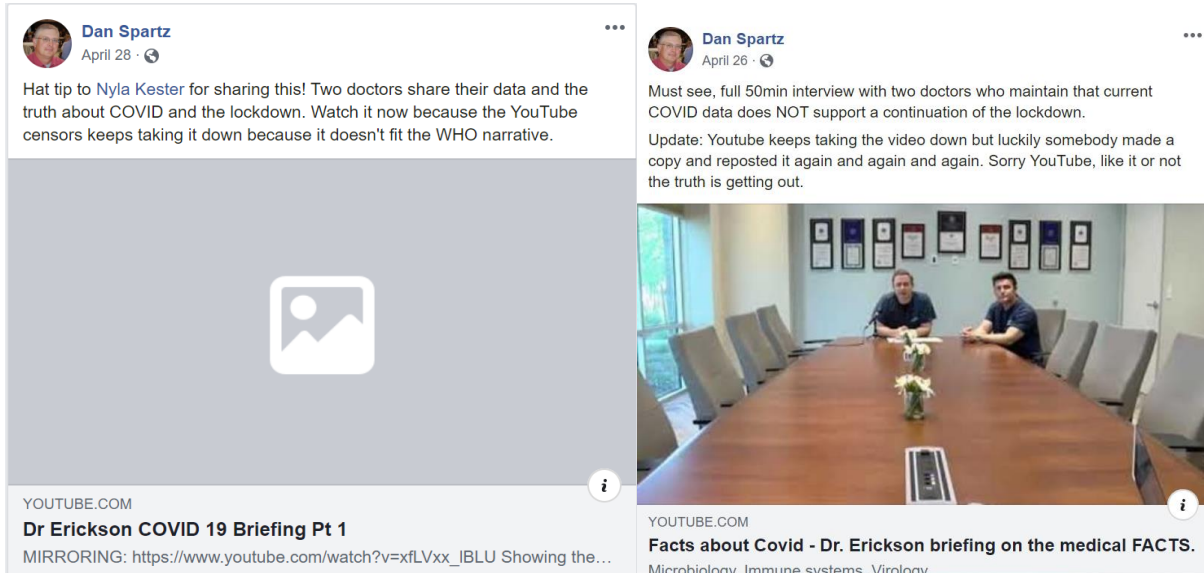 Dan Spartz
April 28
Hat tip to Nyla Kester for sharing this! Two doctors share their data and the
truth about COVID and the lockdown. Watch it now because the YouTube
censors keeps taking it down because it doesn't fit the WHO narrative.
YOUTUBE.COM
Dr Erickson COVID 19 Briefing Pt 1
MIRRORING: https://www.youtube.com/watch?v=xfLVxx_lBLU Showing the…
Dan Spartz
April 26
Must see, full 50min interview with two doctors who maintain that current
COVID data does NOT support a continuation of the lockdown.
Update: Youtube keeps taking the video down but luckily somebody made a
copy and reposted it again and again and again. Sorry YouTube, like it or not
the truth is getting out.
YOUTUBE.COM
Facts about Covid - Dr. Erickson briefing on the medical FACTS.
Microbiology, Immune systems, Virology